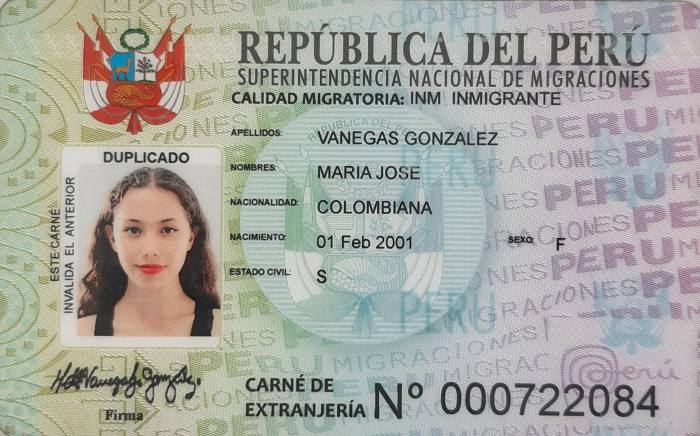 REPÚBLICA DEL PERÚ
SUPERINTENDENCIA NACIONAL DE MIGRACIONES
CALIDAD MIGRATORIA: INM INMIGRANTE
APELLIDOS: VANEGAS GONZALEZ
DUPLICADO
NOMBRES: MARIA JOSE
NACIONALIDAD: COLOMBIANA
NACIMIENTO: 01 Feb 2001 SEXO: F
ESTADO CIVIL: S
ESTE CARNÉ
INVALIDA EL ANTERIOR
Firma
CARNÉ DE
EXTRANJERÍA Nº 000722084
PERU
MIGRACIONES
Perú